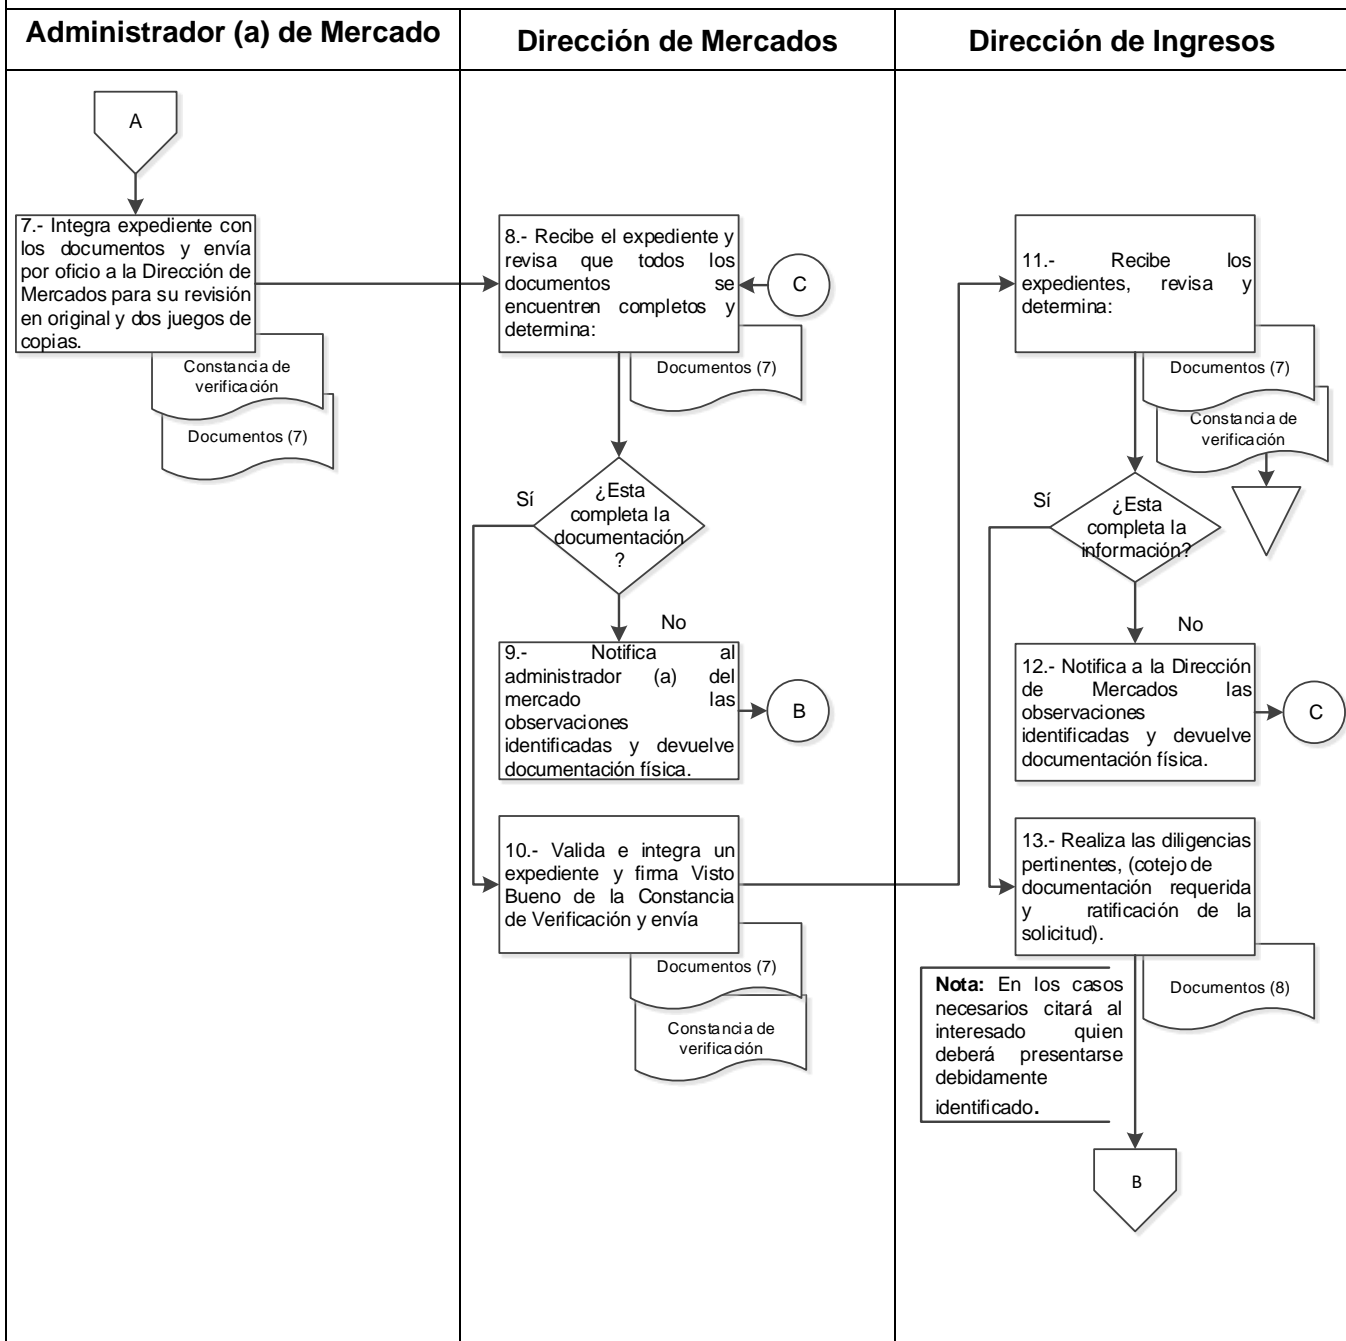 Administrador (a) de Mercado
Dirección de Mercados
Dirección de Ingresos
A
7.- Integra expediente con
los documentos y envía
por oficio a la Dirección de
Mercados para su revisión
en original y dos juegos de
copias.
Constancia de
verificación
Documentos (7)
8.- Recibe el expediente y
revisa que todos los
documentos se
encuentren completos y
determina:
C
Documentos (7)
Sí
¿Esta
completa la
documentación
?
No
9.- Notifica al
administrador (a) del
mercado las
observaciones
identificadas y devuelve
documentación física.
B
10.- Valida e integra un
expediente y firma Visto
Bueno de la Constancia
de Verificación y envía
Documentos (7)
Constancia de
verificación
11.- Recibe los
expedientes, revisa y
determina:
Documentos (7)
Constancia de
verificación
Sí
¿Esta
completa la
información?
No
12.- Notifica a la Dirección
de Mercados las
observaciones
identificadas y devuelve
documentación física.
C
13.- Realiza las diligencias
pertinentes, (cotejo de
documentación requerida
y ratificación de la
solicitud).
Documentos (8)
Nota: En los casos
necesarios citará al
interesado quien
deberá presentarse
debidamente
identificado.
B